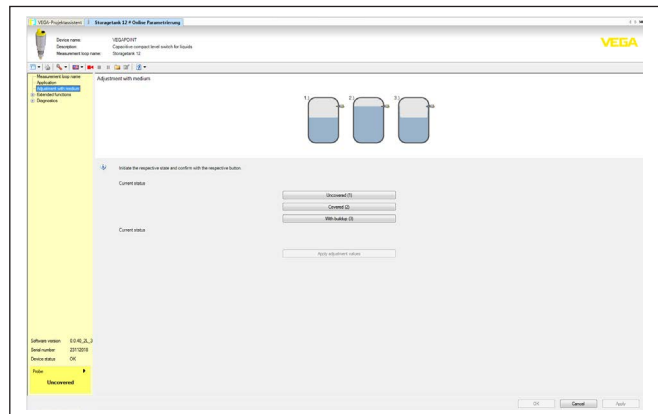 VEGA-Projektassistent Storagetank 12 # Online Parametrierung
Device name: VEGAPOINT
Description: Capacitive compact level switch for liquids
Measurement loop name: Storagetank 12
VEGA
Measurement loop name
Application
Adjustment with medium
Extended functions
Diagnostics
Adjustment with medium
1 ) 2 ) 3 )
Initiate the respective state and confirm with the respective button.
Current status
Uncovered (1)
Covered (2)
With buildup (3)
Current status
Apply adjustment values
Software version 0.0.40_2L_3
Serial number 23112018
Device status OK
Probe
Uncovered
OK Cancel Apply